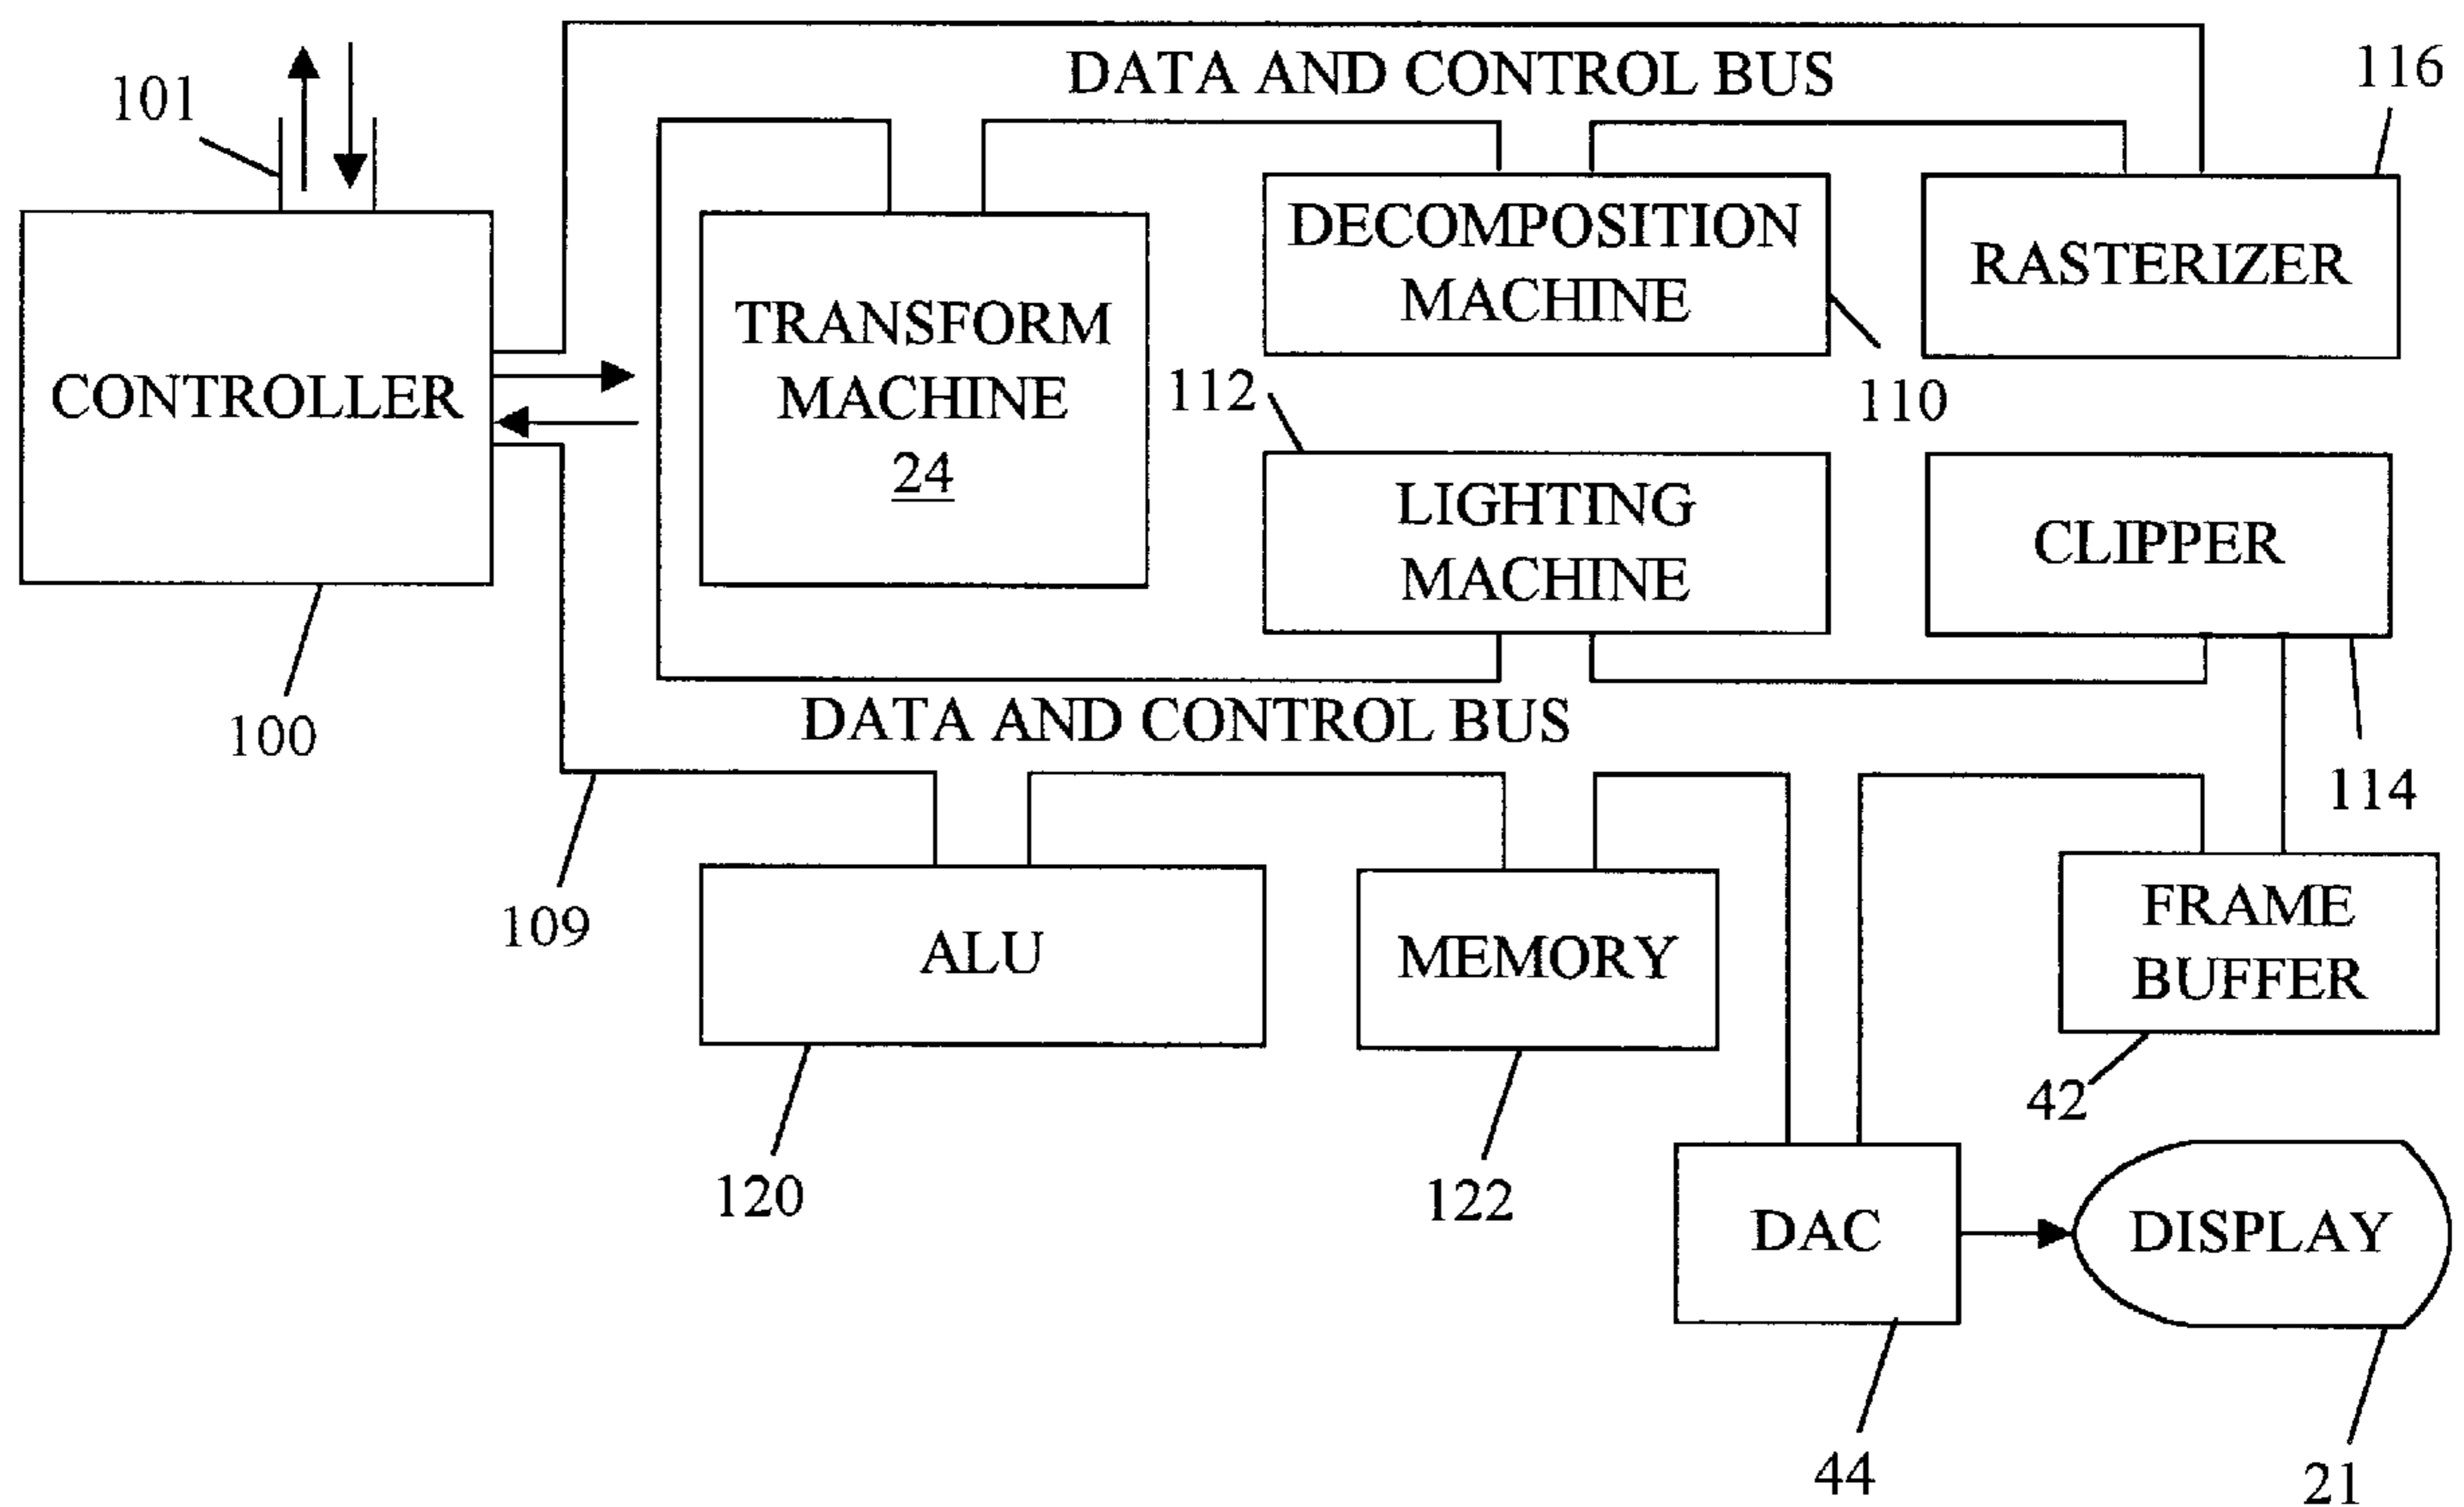 DATA AND CONTROL BUS
116
101
DECOMPOSITION
MACHINE
RASTERIZER
TRANSFORM
MACHINE
24
CONTROLLER
112
110
LIGHTING
MACHINE
CLIPPER
DATA AND CONTROL BUS
100
114
109
ALU
MEMORY
FRAME
BUFFER
42
120
122
DAC
DISPLAY
44
21